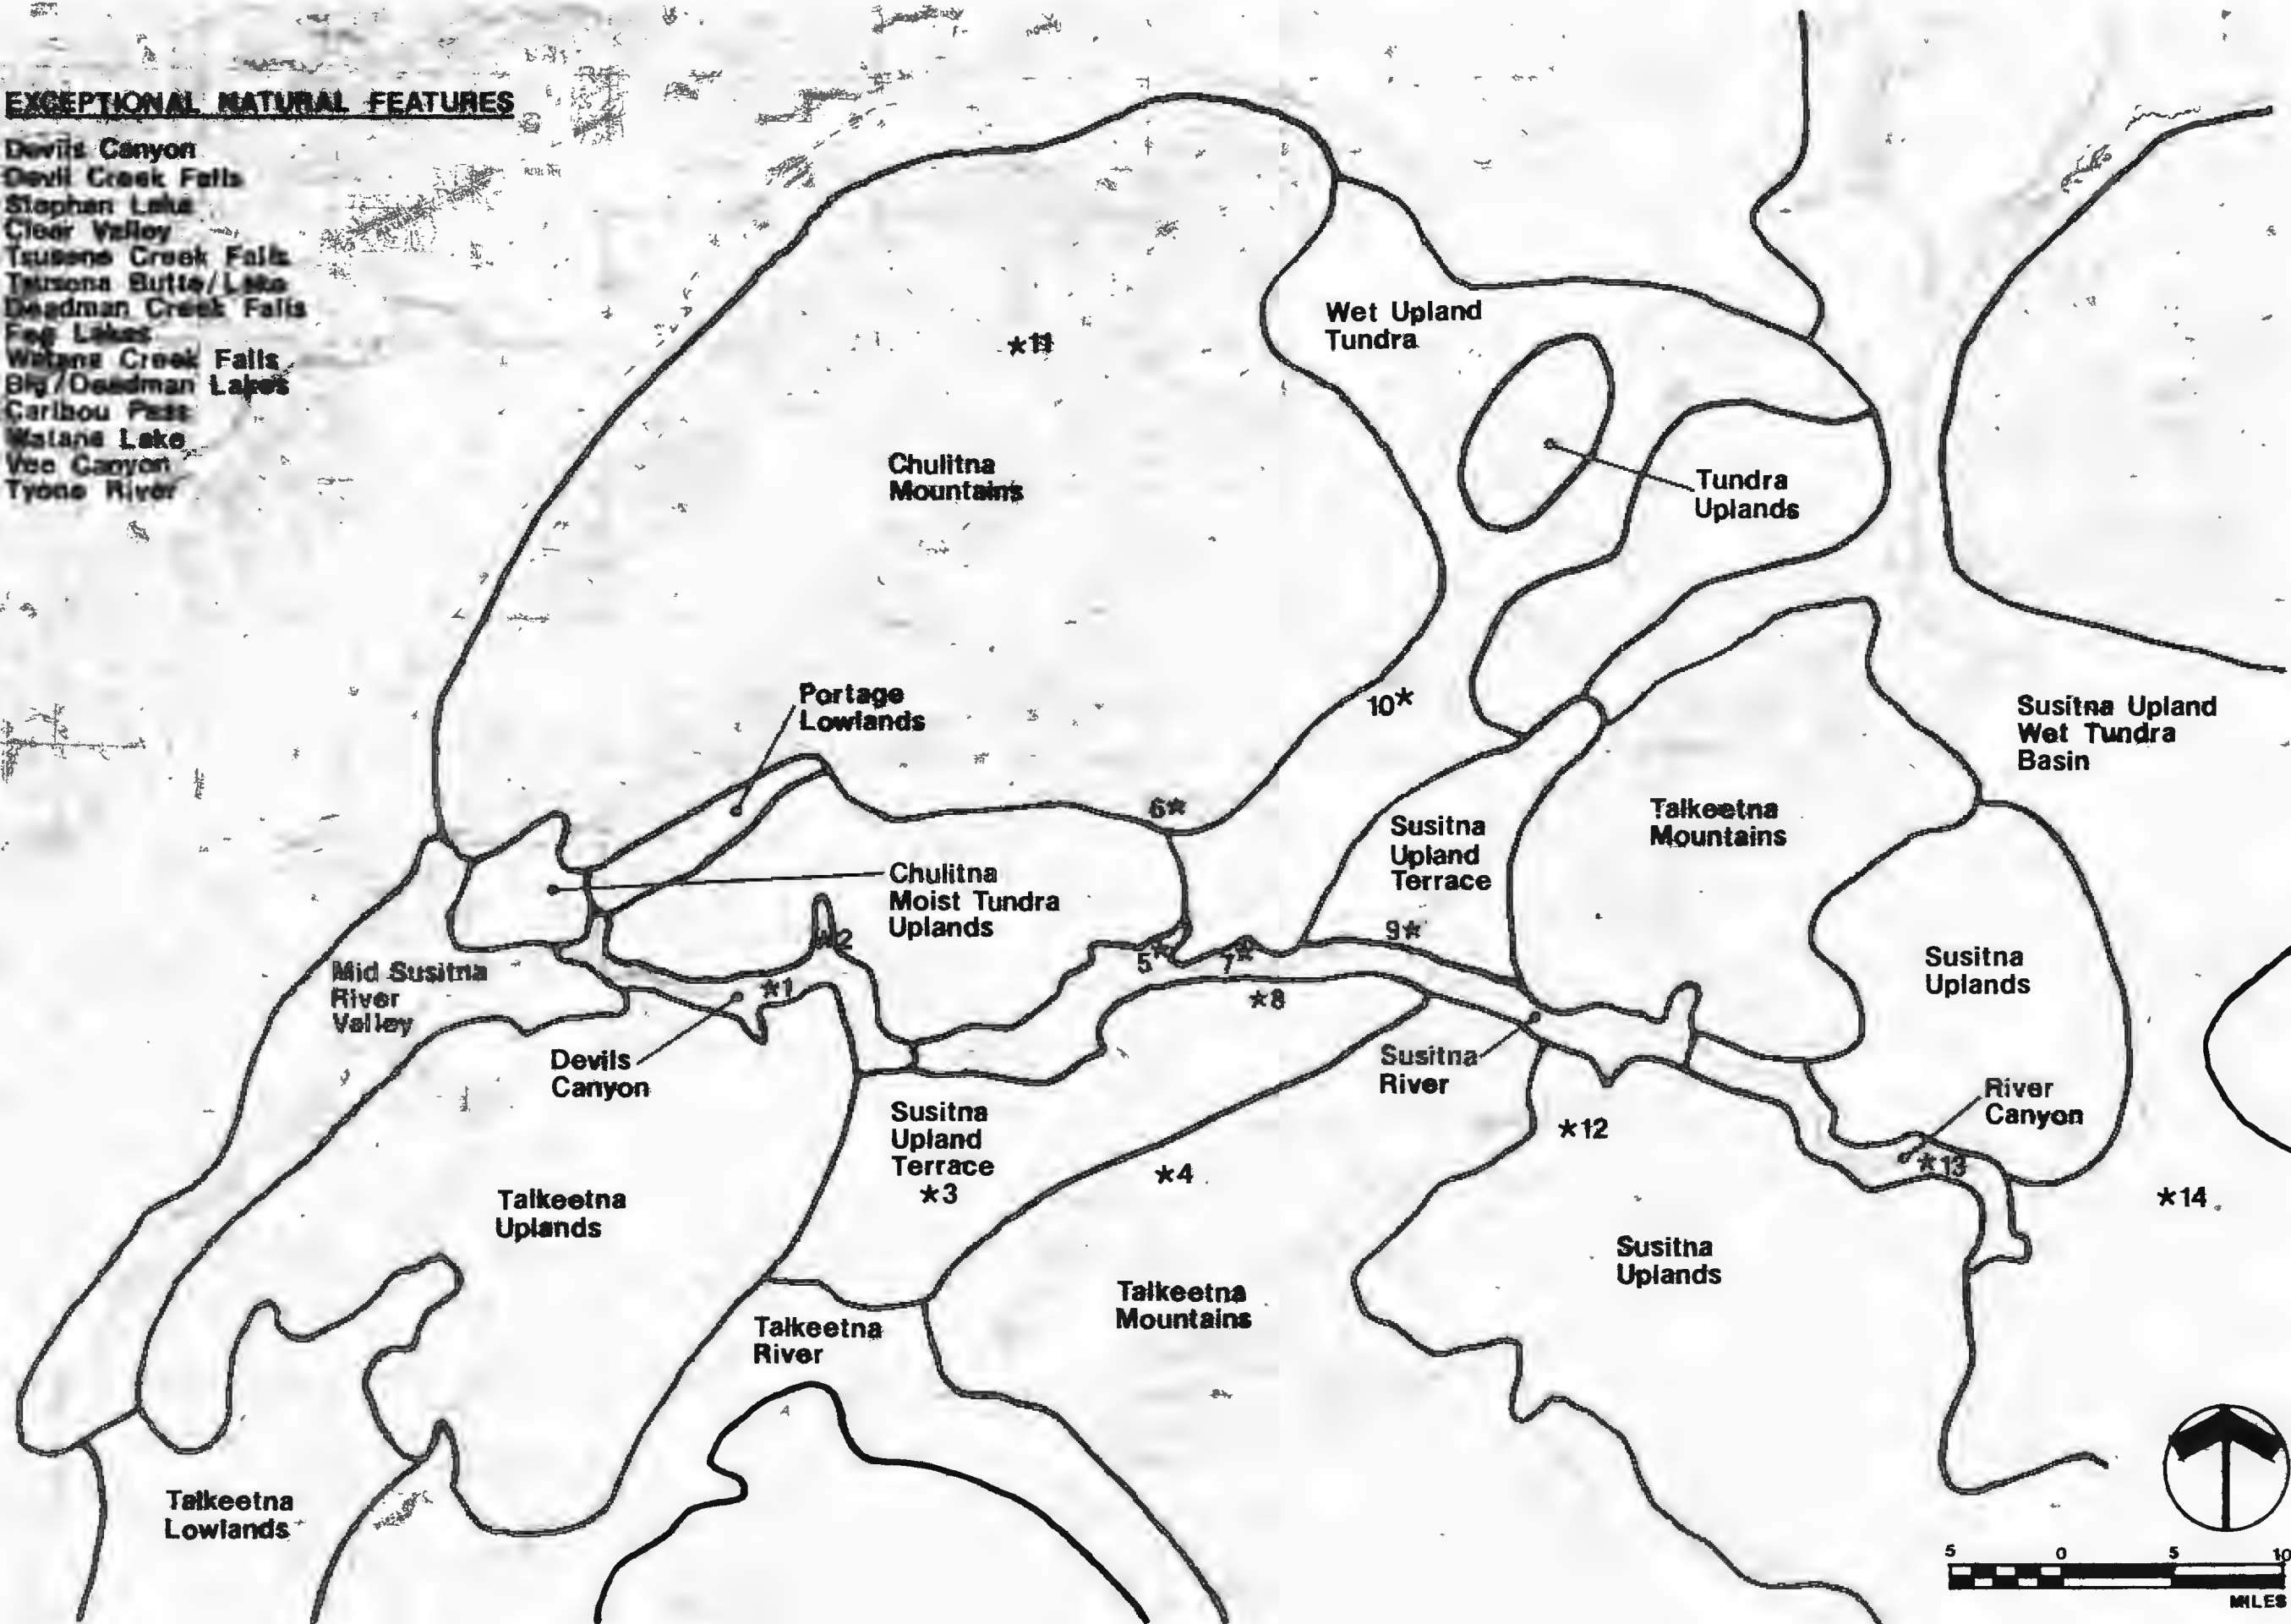 EXCEPTIONAL NATURAL FEATURES
Devils Canyon
Devil Creek Falls
Stephan Lake
Clear Valley
Tsusena Creek Falls
Tsusena Butte/Lake
Deadman Creek Falls
Fog Lakes
Watana Creek Falls
Big/Deadman Lakes
Caribou Pass
Watana Lake
Vee Canyon
Tyone River
Wet Upland
Tundra
*11
Chulitna
Mountains
Tundra
Uplands
Portage
Lowlands
10*
Susitna Upland
Wet Tundra
Basin
6*
Susitna
Upland
Terrace
Talkeetna
Mountains
Chulitna
Moist Tundra
Uplands
*2
9*
5*
7*
Susitna
Uplands
Mid Susitna
River
Valley
*1
*8
Devils
Canyon
Susitna
River
River
Canyon
Susitna
Upland
Terrace
*3
*4
*12
*13
*14
Talkeetna
Uplands
Susitna
Uplands
Talkeetna
Mountains
Talkeetna
River
Talkeetna
Lowlands
5 0 5 10
MILES